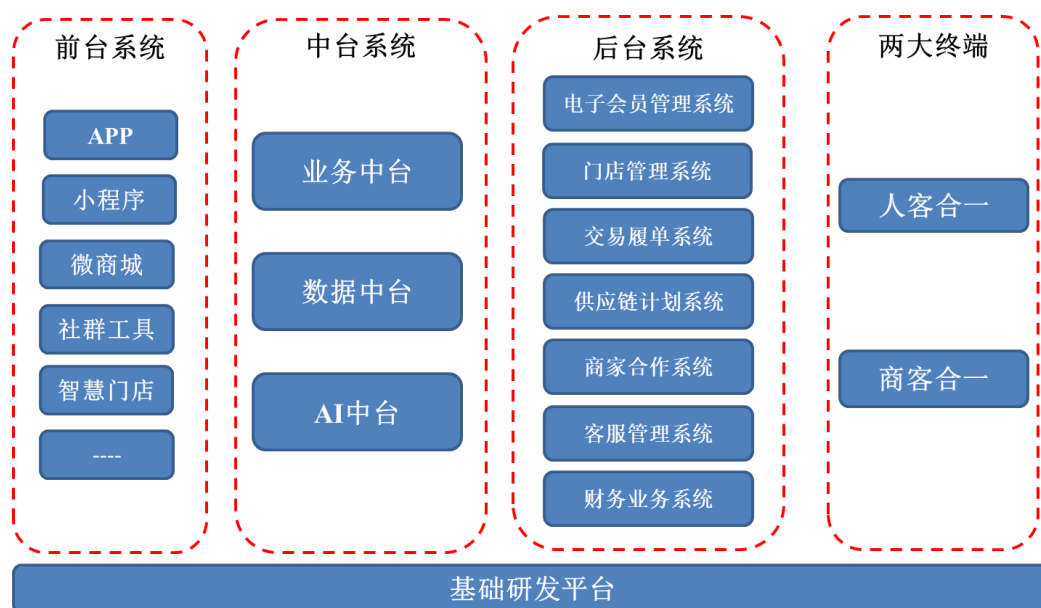 前台系统
APP
小程序
微商城
社群工具
智慧门店
----
中台系统
业务中台
数据中台
AI中台
后台系统
电子会员管理系统
门店管理系统
交易履单系统
供应链计划系统
商家合作系统
客服管理系统
财务业务系统
两大终端
人客合一
商客合一
基础研发平台